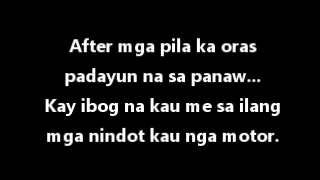 After mga pila ka oras
padayun na sa panaw...
Kay ibog na kau me sa ilang
mga nindot kau nga motor.